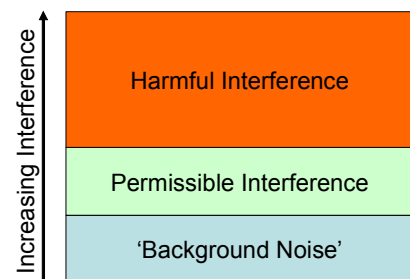 Increasing Interference
Harmful Interference
Permissible Interference
‘Background Noise’